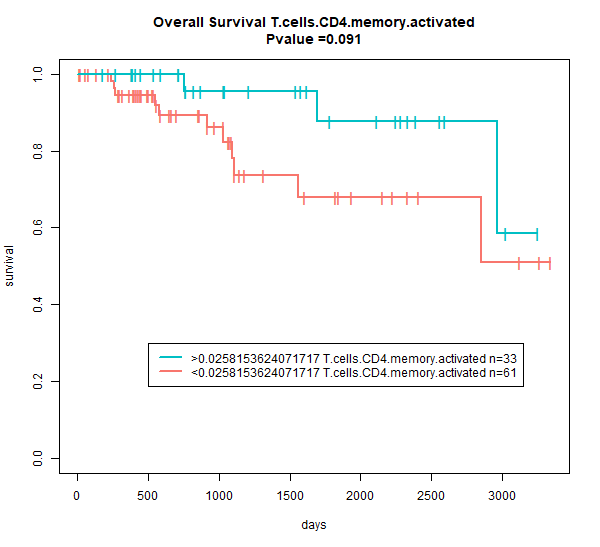 Overall Survival T.cells.CD4.memory.activated
Pvalue =0.091
survival
1.0
0.8
0.6
0.4
0.2
0.0
>0.0258153624071717 T.cells.CD4.memory.activated n=33
<0.0258153624071717 T.cells.CD4.memory.activated n=61
0 500 1000 1500 2000 2500 3000
days